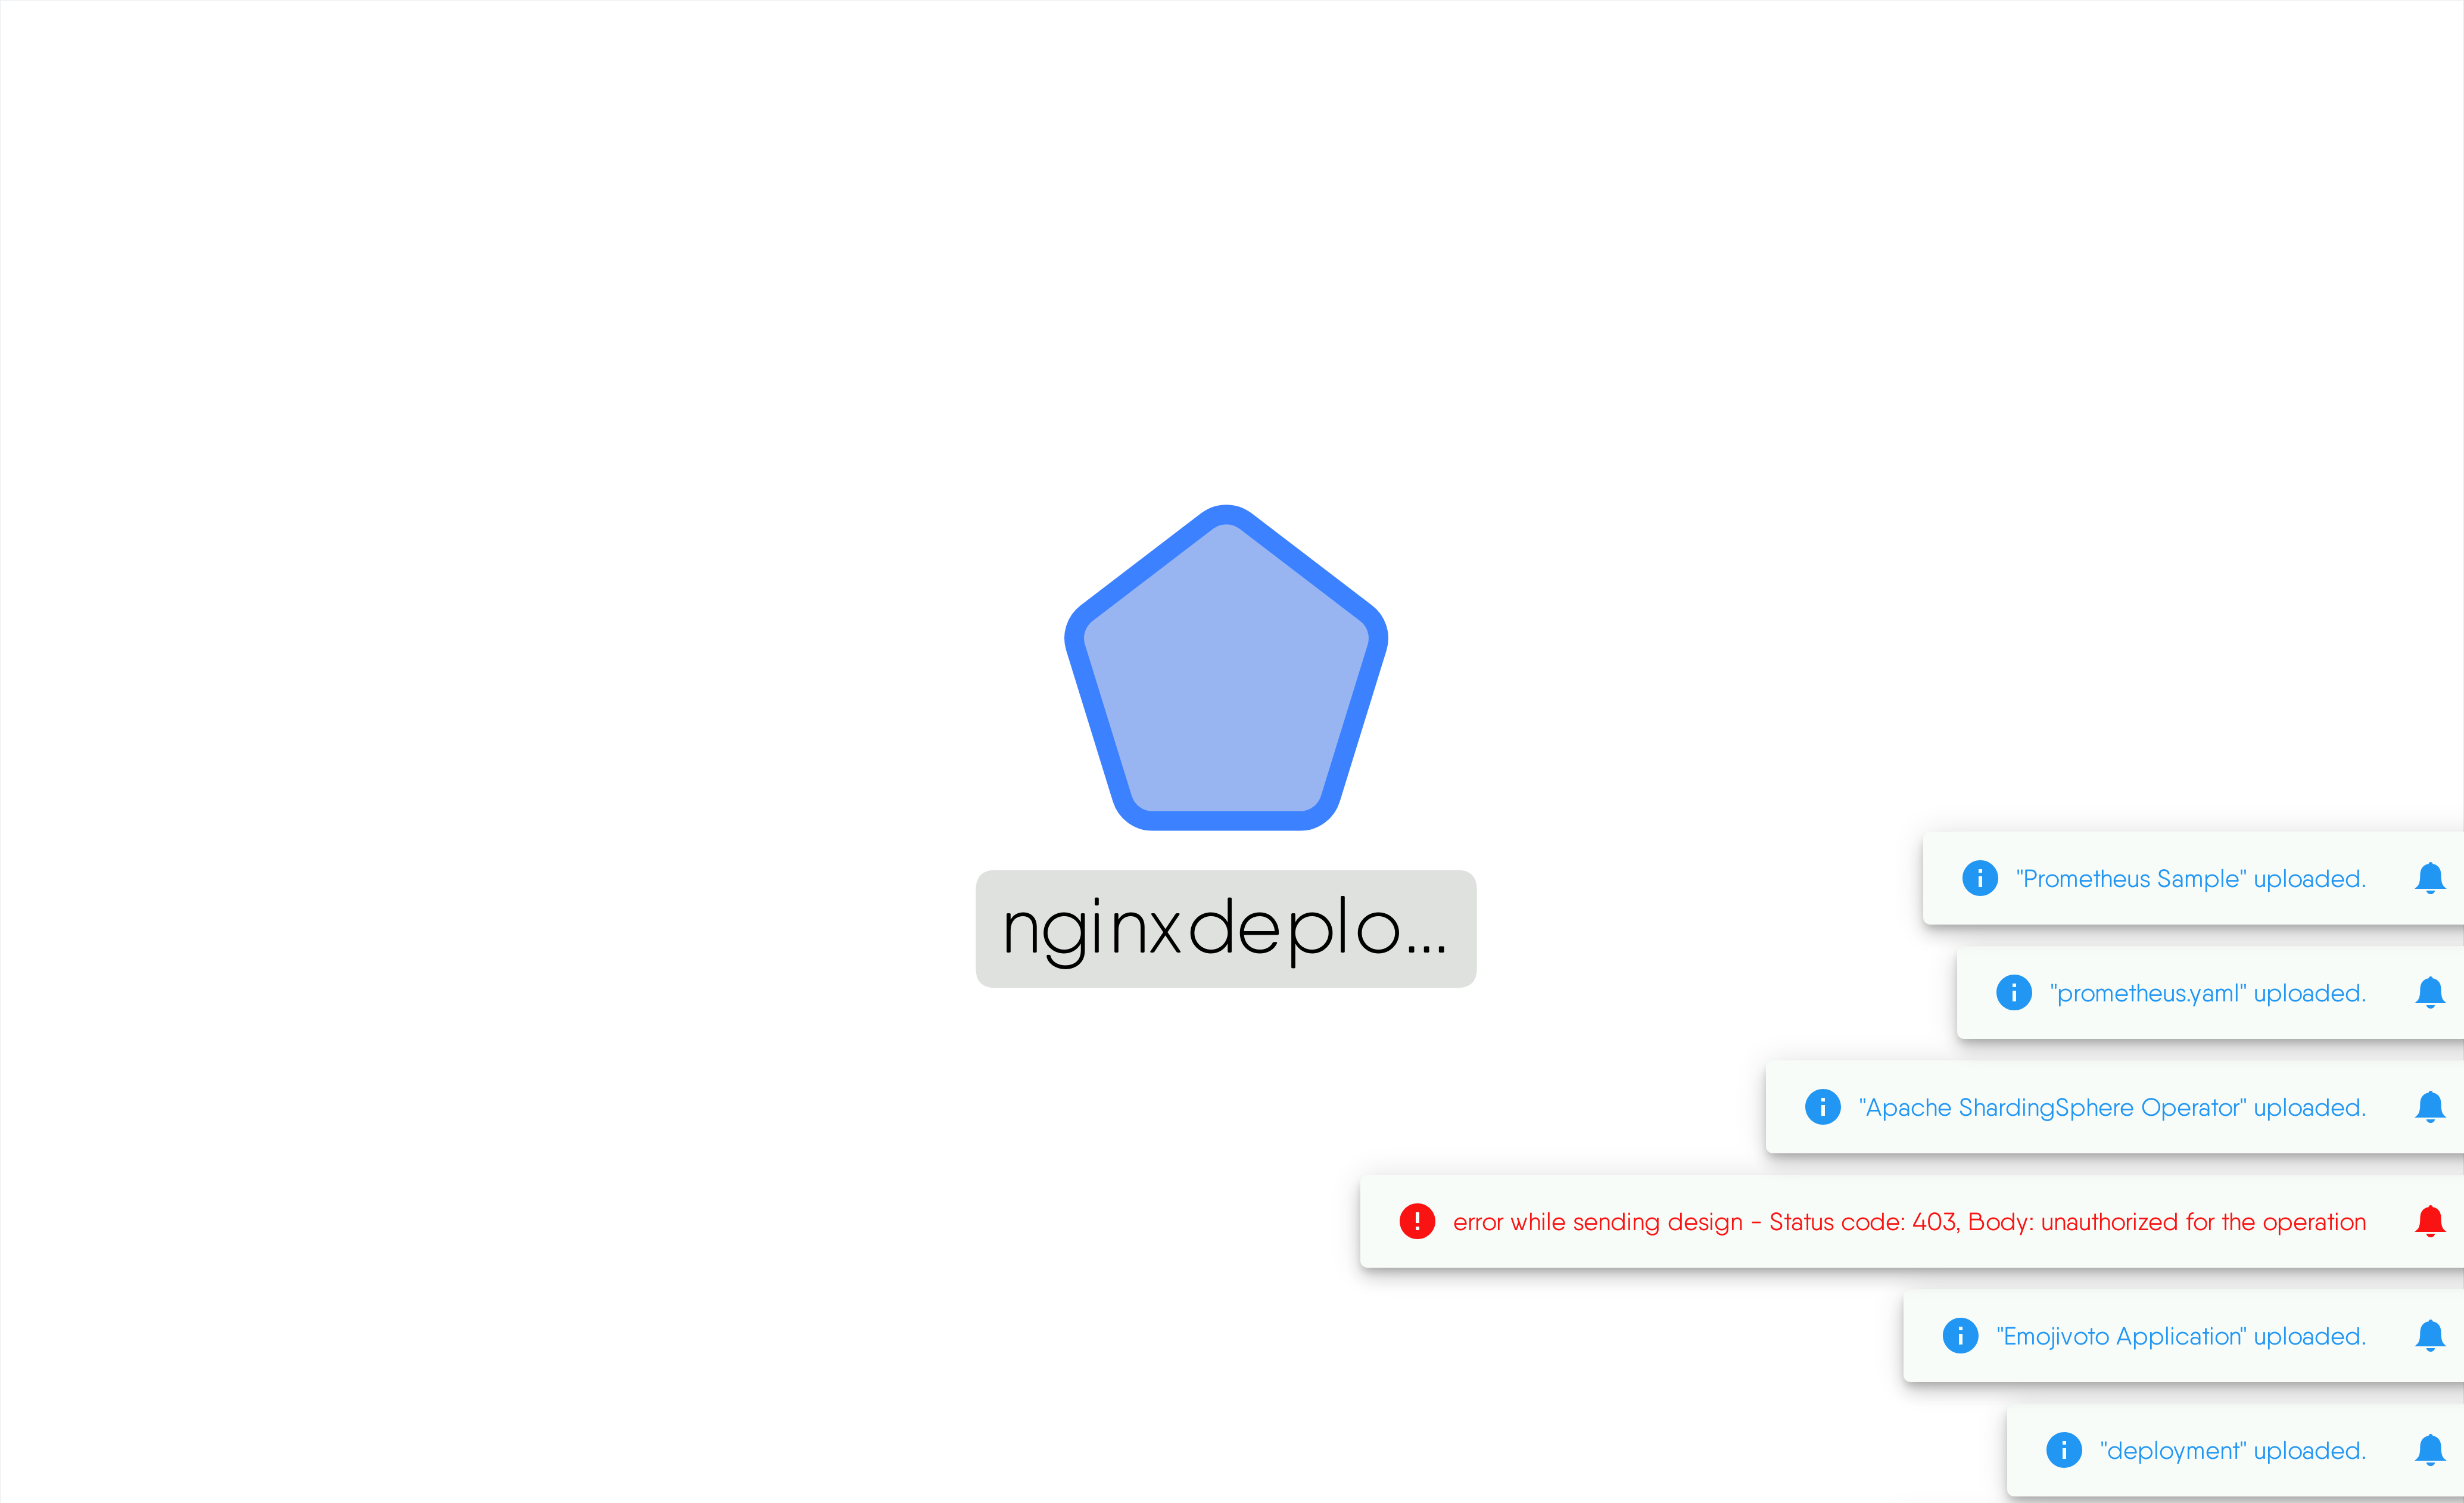 nginxdeplo...
"Prometheus Sample" uploaded.
"prometheus.yaml" uploaded.
"Apache ShardingSphere Operator" uploaded.
error while sending design - Status code: 403, Body: unauthorized for the operation
"Emojivoto Application" uploaded.
"deployment" uploaded.